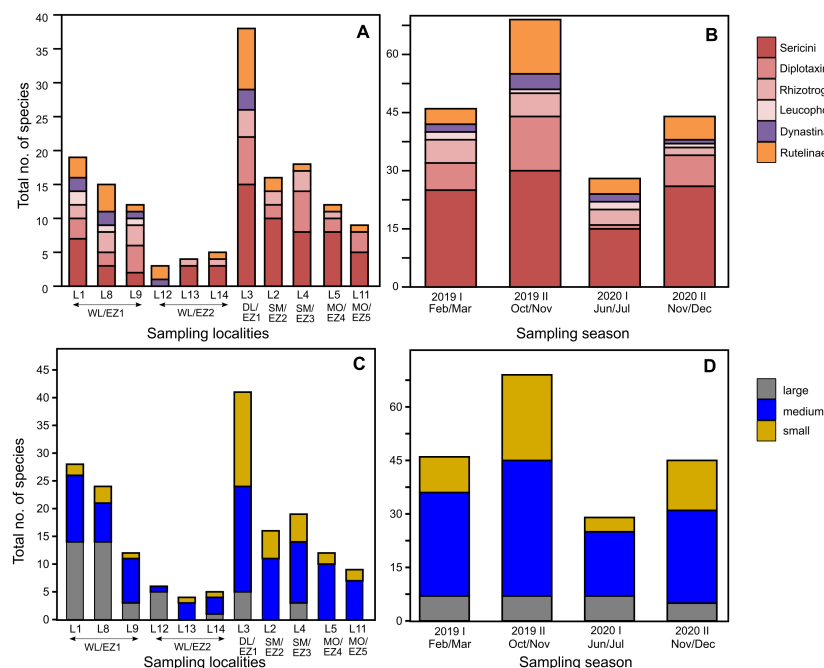 A
Total no. of species
40
35
30
25
20
15
10
5
0
L1 L8 L9 L12 L13 L14 L3 L2 L4 L5 L11
DL/ SM/ SM/ MO/ MO/
EZ1 EZ2 EZ3 EZ4 EZ5
WL/EZ1 WL/EZ2
Sampling localities
B
60
45
30
15
0
2019 I 2019 II 2020 I 2020 II
Feb/Mar Oct/Nov Jun/Jul Nov/Dec
Sampling season
Sericini
Diplotaxin
Rhizotrog
Leucopho
Dynastina
Rutelinae
C
Total no. of species
45
40
35
30
25
20
15
10
5
0
L1 L8 L9 L12 L13 L14 L3 L2 L4 L5 L11
DL/ SM/ SM/ MO/ MO/
EZ1 EZ2 EZ3 EZ4 EZ5
WL/EZ1 WL/EZ2
Sampling localities
D
60
45
30
15
0
2019 I 2019 II 2020 I 2020 II
Feb/Mar Oct/Nov Jun/Jul Nov/Dec
Sampling season
large
medium
small